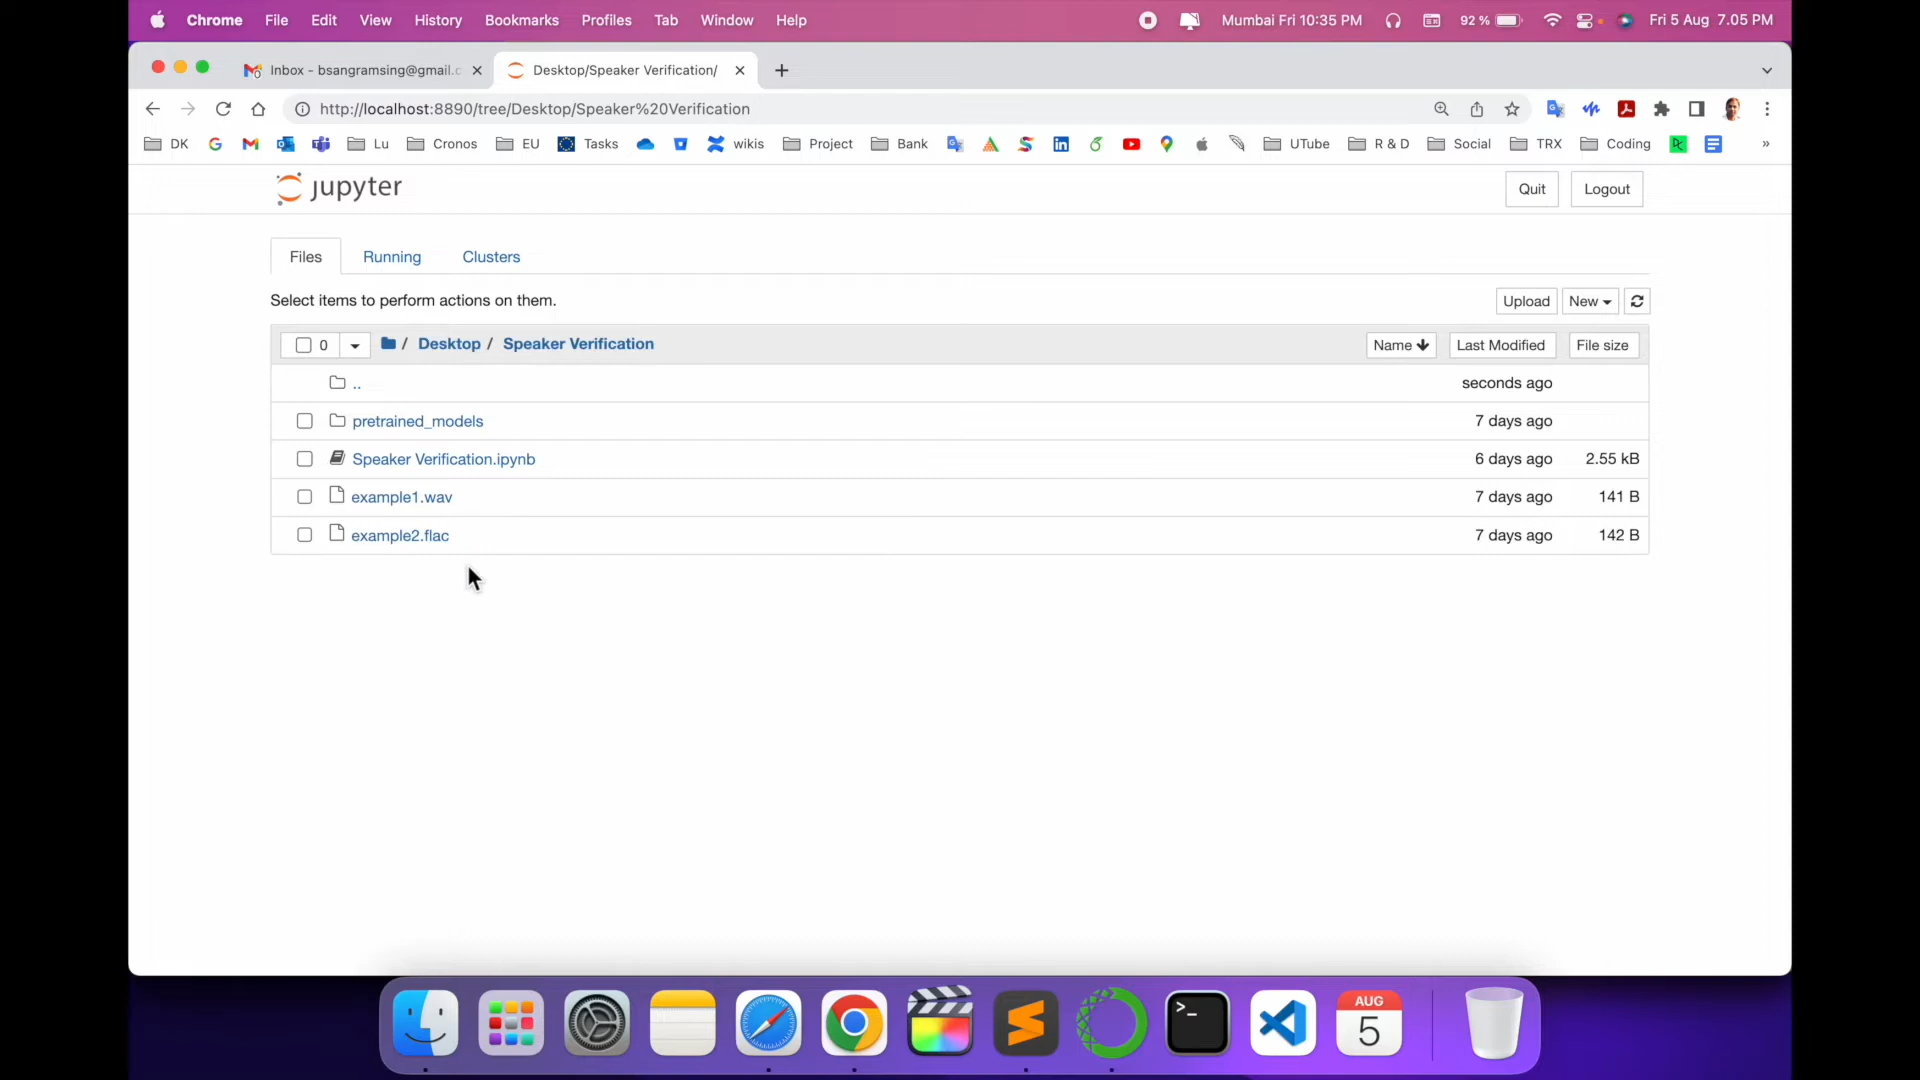 Chrome File Edit View History Bookmarks Profiles Tab Window Help Mumbai Fri 10:35 PM 92 % Fri 5 Aug 7.05 PM
Inbox - bsangramsing@gmail.c Desktop/Speaker Verification/
http://localhost:8890/tree/Desktop/Speaker%20Verification
DK Lu Cronos EU Tasks wikis Project Bank UTube R & D Social TRX Coding DC »
jupyter Quit Logout
Files Running Clusters
Select items to perform actions on them. Upload New
0 / Desktop / Speaker Verification Name Last Modified File size
.. seconds ago
pretrained_models 7 days ago
Speaker Verification.ipynb 6 days ago 2.55 kB
example1.wav 7 days ago 141 B
example2.flac 7 days ago 142 B
AUG
5